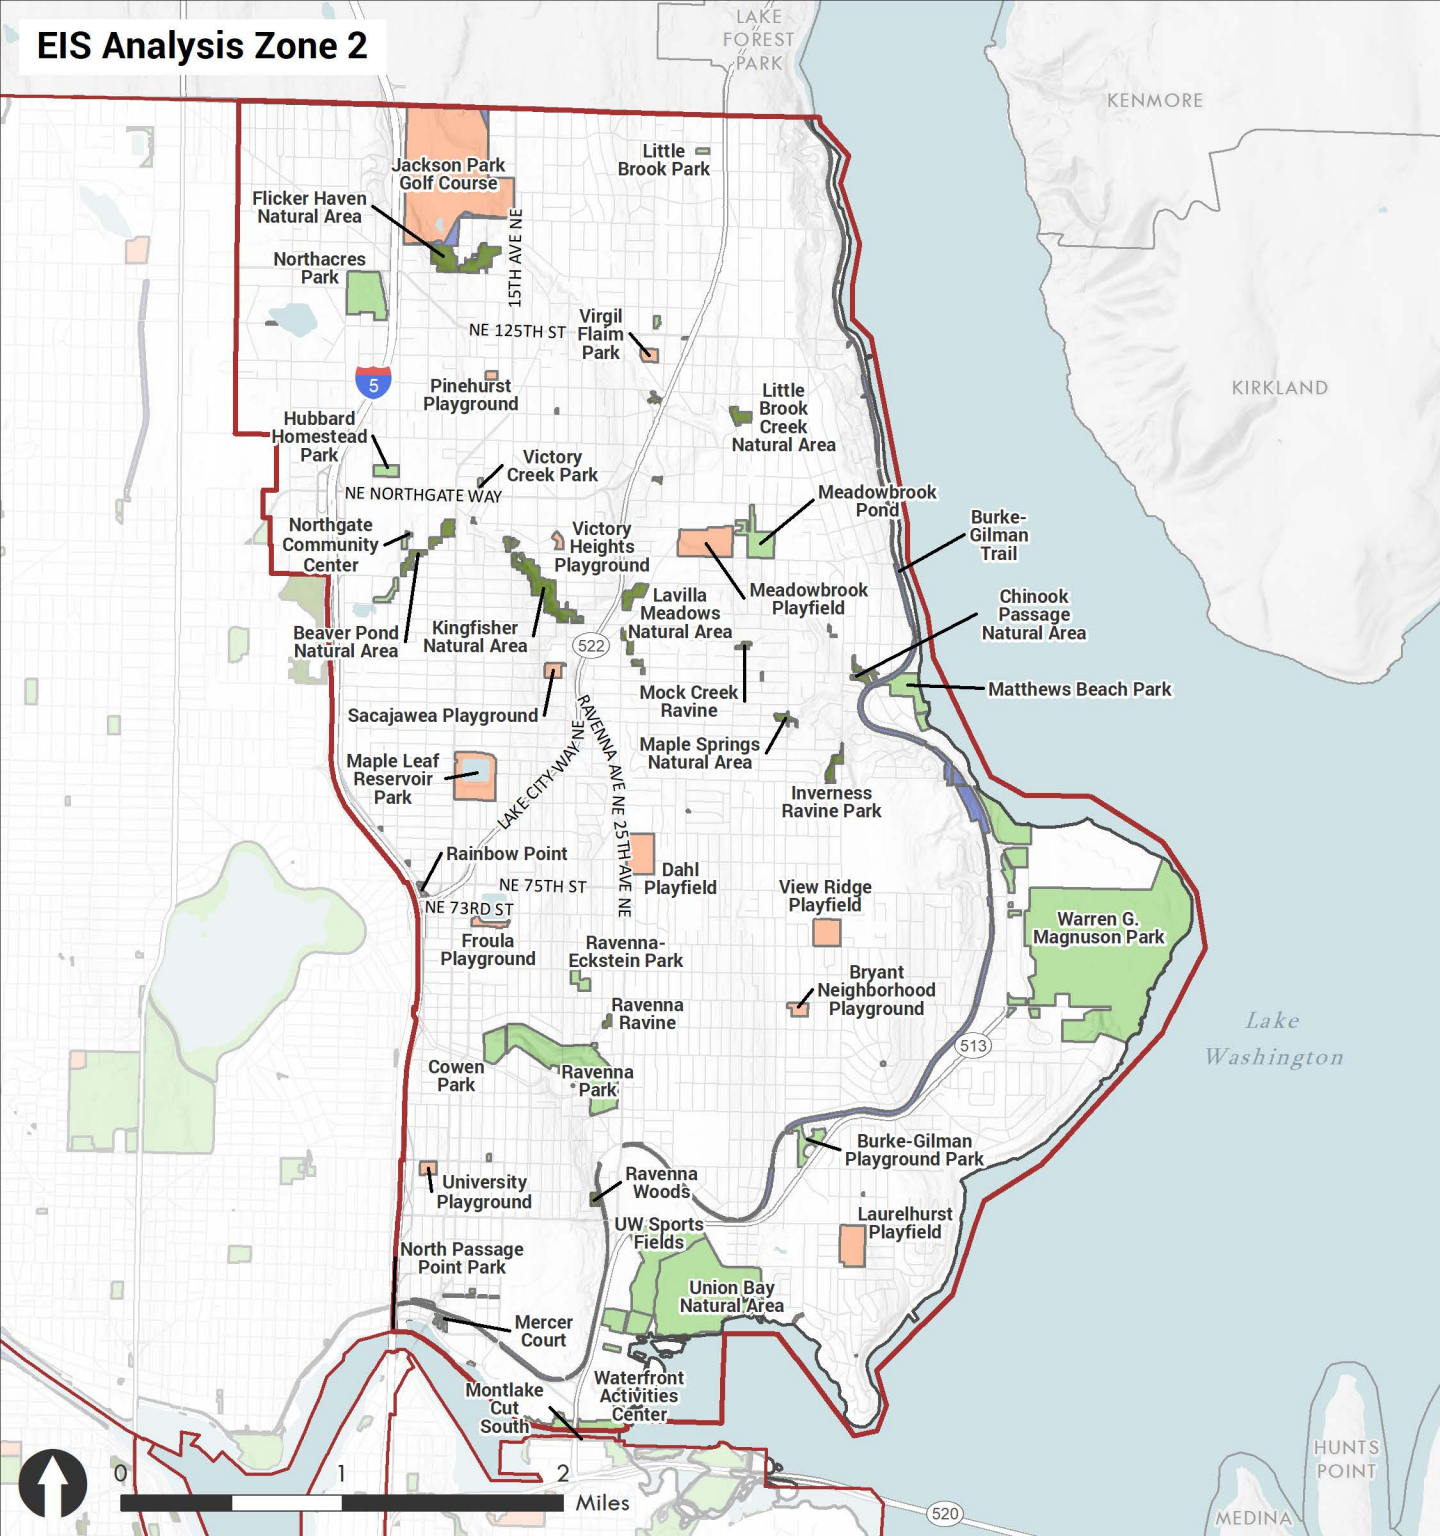 EIS Analysis Zone 2
LAKE
FOREST
PARK
KENMORE
Jackson Park
Golf Course
Little
Brook Park
Flicker Haven
Natural Area
15TH AVE NE
Northacres
Park
Virgil
Flaim
Park
NE 125TH ST
5
Pinehurst
Playground
Little
Brook
Creek
Natural Area
KIRKLAND
Hubbard
Homestead
Park
Victory
Creek Park
NE NORTHGATE WAY
Meadowbrook
Pond
Burke-
Gilman
Trail
Northgate
Community
Center
Victory
Heights
Playground
Meadowbrook
Playfield
Chinook
Passage
Natural Area
Lavilla
Meadows
Natural Area
Beaver Pond
Natural Area
Kingfisher
Natural Area
522
Mock Creek
Ravine
Matthews Beach Park
Sacajawea Playground
RAVENNA AVE NE
Maple Springs
Natural Area
Maple Leaf
Reservoir
Park
LAKE CITY WAY NE
Inverness
Ravine Park
25TH AVE NE
Rainbow Point
Dahl
Playfield
NE 75TH ST
View Ridge
Playfield
NE 73RD ST
Warren G.
Magnuson Park
Froula
Playground
Ravenna-
Eckstein Park
Bryant
Neighborhood
Playground
Ravenna
Ravine
Lake
Washington
513
Cowen
Park
Ravenna
Park
Burke-Gilman
Playground Park
University
Playground
Ravenna
Woods
Laurelhurst
Playfield
UW Sports
Fields
North Passage
Point Park
Union Bay
Natural Area
Mercer
Court
Waterfront
Activities
Center
Montlake
Cut
South
HUNTS
POINT
0 1 2
Miles
520
MEDINA